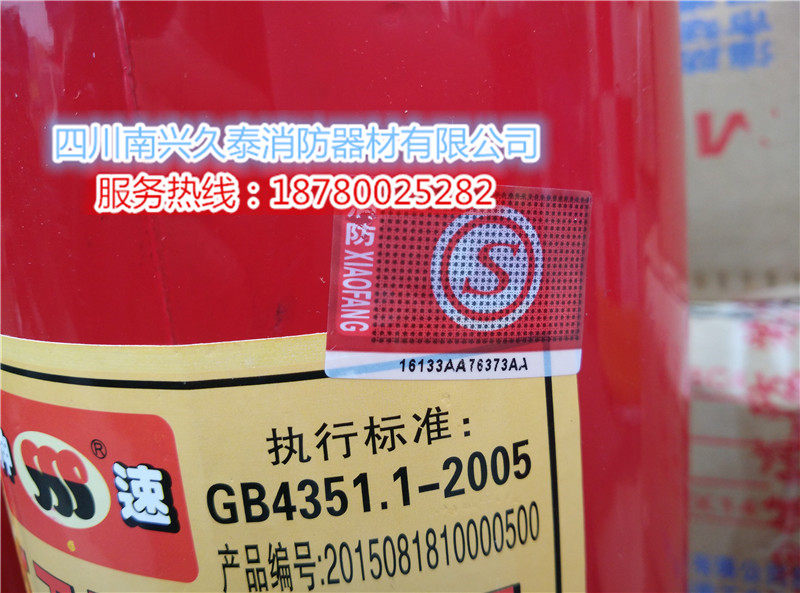 四川南兴久泰消防器材有限公司
服务热线：18780025282
消防 XIAOFANG
S
16133AA76373AA
速
®
执行标准：
GB4351.1-2005
产品编号:2015081810000500